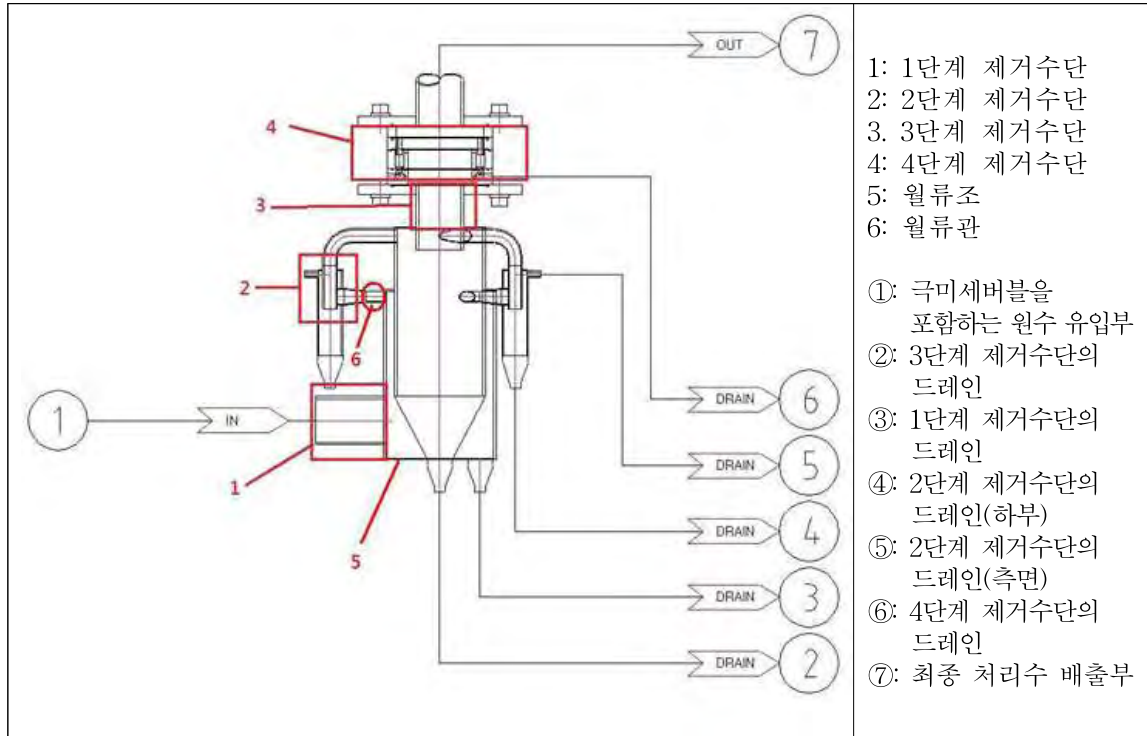 OUT
7
4
3
2
6
1
IN
1
5
DRAIN
6
DRAIN
5
DRAIN
4
DRAIN
3
DRAIN
2
1: 1단계 제거수단
2: 2단계 제거수단
3. 3단계 제거수단
4: 4단계 제거수단
5: 월류조
6: 월류관
①: 극미세버블을
포함하는 원수 유입부
②: 3단계 제거수단의
드레인
③: 1단계 제거수단의
드레인
④: 2단계 제거수단의
드레인(하부)
⑤: 2단계 제거수단의
드레인(측면)
⑥: 4단계 제거수단의
드레인
⑦: 최종 처리수 배출부